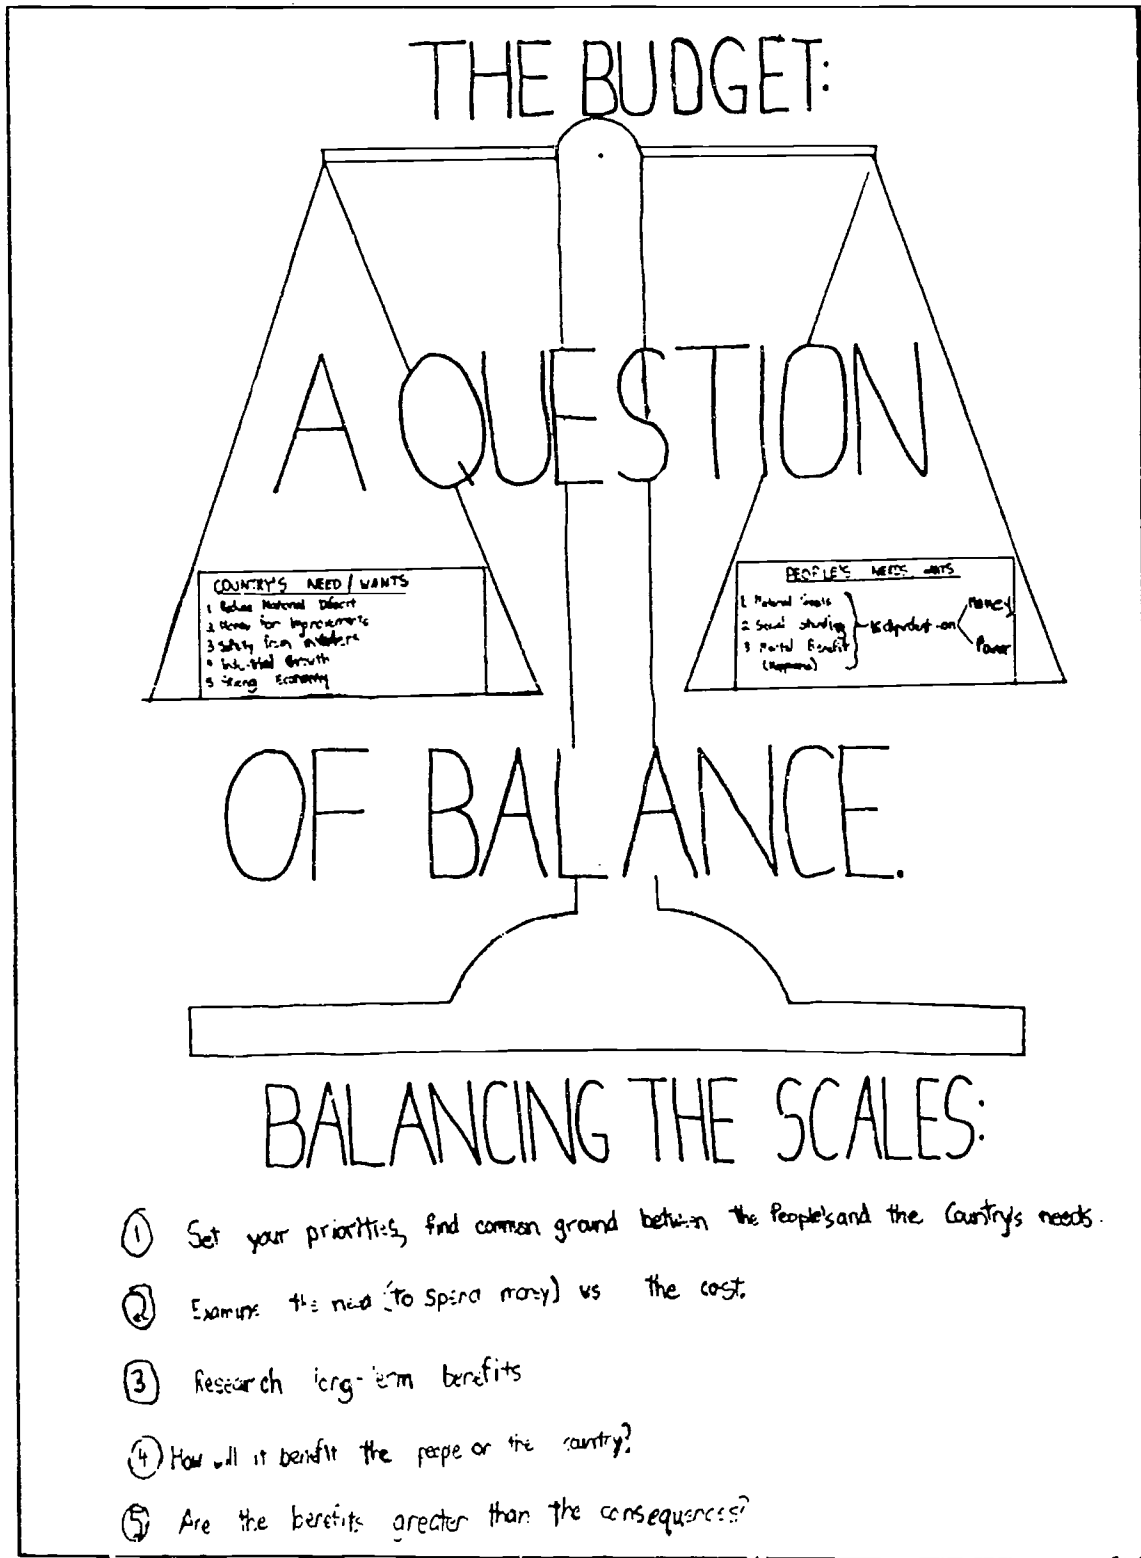 THE BUDGET:
A QUESTION
COUNTRY'S NEED / WANTS
1 Reduce National Deficit
2 Money for Improvements
3 Safety from invaders
4 Industrial Growth
5 Strong Economy
PEOPLE'S NEEDS WANTS
1. Material Goods
2 Social Standing
3 Mental Benefit
(Happiness)
Money
Power
OF BALANCE.
BALANCING THE SCALES:
1 Set your priorities, find common ground between the People's and the Country's needs.
2 Examine the need (to spend money) vs the cost.
3 Research long-term benefits
4 How will it benefit the people or the country?
5 Are the benefits greater than the consequences?